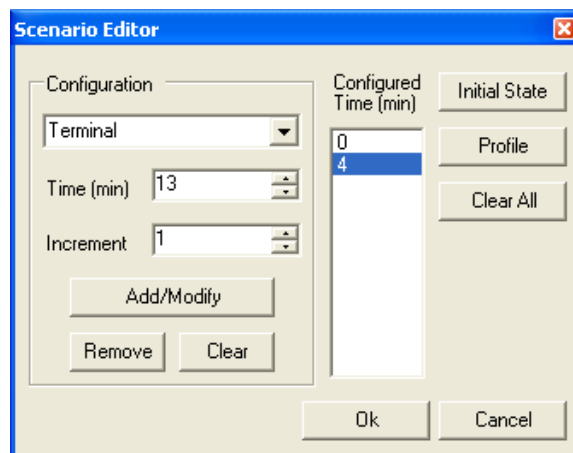 Scenario Editor
Configuration
Terminal
Time (min) 13
Increment 1
Add/Modify
Remove Clear
Configured
Time (min)
0
4
Initial State
Profile
Clear All
Ok Cancel